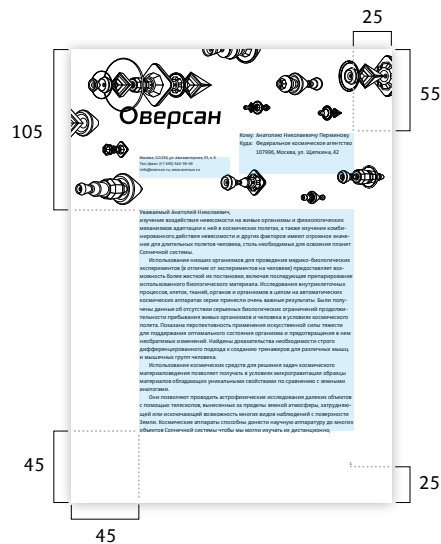 25
55
105
Оверсан
Кому: Анатолию Николаевичу Перминову
Куда: Федеральное космическое агентство
107996, Москва, ул. Щепкина, 42
Уважаемый Анатолий Николаевич,
изучение воздействия невесомости на живые организмы и физиологических
механизмов адаптации к ней в космических полетах, а также изучение комби-
нированного действия невесомости и других факторов имеют огромное значе-
ние для длительных полетов человека, столь необходимых для освоения планет
Солнечной системы.
Использование низших организмов для проведения медико-биологических
экспериментов (в отличие от экспериментов на человеке) предоставляет воз-
можность более жесткой их постановки, включая последующее препарирование
использованного биологического материала. Исследования внутриклеточных
процессов, клеток, тканей, органов и организмов в целом на автоматических
космических аппаратах серии принесли очень важные результаты. Были полу-
чены данные об отсутствии серьезных биологических ограничений продолжи-
тельности пребывания живых организмов и человека в условиях космического
полета. Показана перспективность применения искусственной силы тяжести
для поддержания оптимального состояния организма и предотвращения в нем
необратимых изменений. Найдены доказательства необходимости строго
дифференцированного подхода к созданию тренажеров для различных мышц
и мышечных групп человека.
Использование космических средств для решения задач космического
материаловедения позволяет получать в условиях микрогравитации образцы
материалов обладающих уникальными свойствами по сравнению с земными
аналогами.
Они позволяют проводить астрофизические исследования далеких объектов
с помощью телескопов, вынесенных за пределы земной атмосферы, затрудняю-
щей или исключающей возможность многих видов наблюдений с поверхности
Земли. Космические аппараты способны донести научную аппаратуру до многих
объектов Солнечной системы чтобы мы могли изучать их дистанционно,
45
25
45